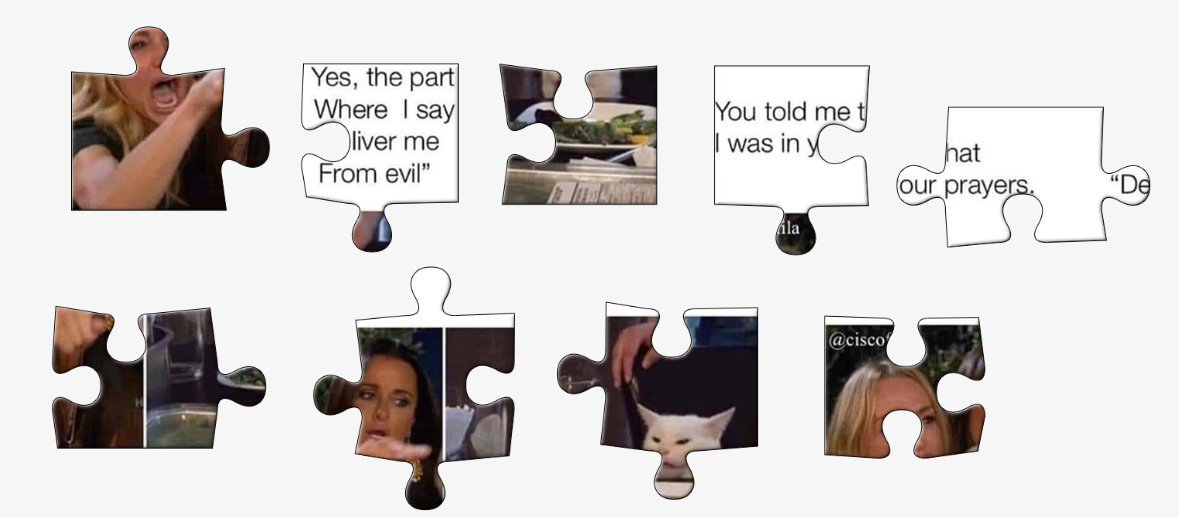 Yes, the part
Where I say
liver me
From evil”
You told me t
I was in y
ila
hat
our prayers. “De
@cisco